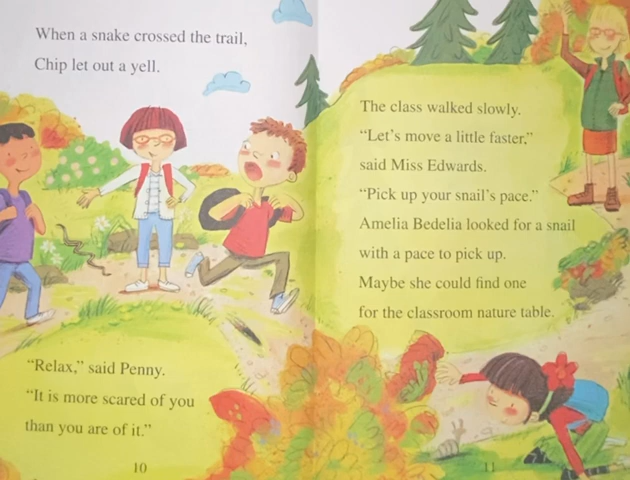 When a snake crossed the trail,
Chip let out a yell.
“Relax,” said Penny.
“It is more scared of you
than you are of it.”
10
The class walked slowly.
“Let’s move a little faster,”
said Miss Edwards.
“Pick up your snail’s pace.”
Amelia Bedelia looked for a snail
with a pace to pick up.
Maybe she could find one
for the classroom nature table.
11